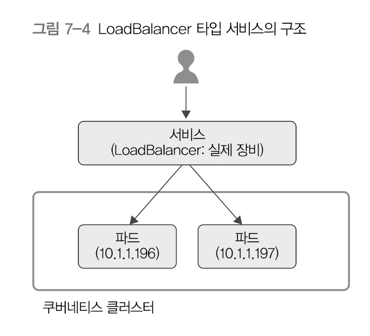 그림 7-4 LoadBalancer 타입 서비스의 구조
서비스
(LoadBalancer: 실제 장비)
파드
(10.1.1.196)
파드
(10.1.1.197)
쿠버네티스 클러스터